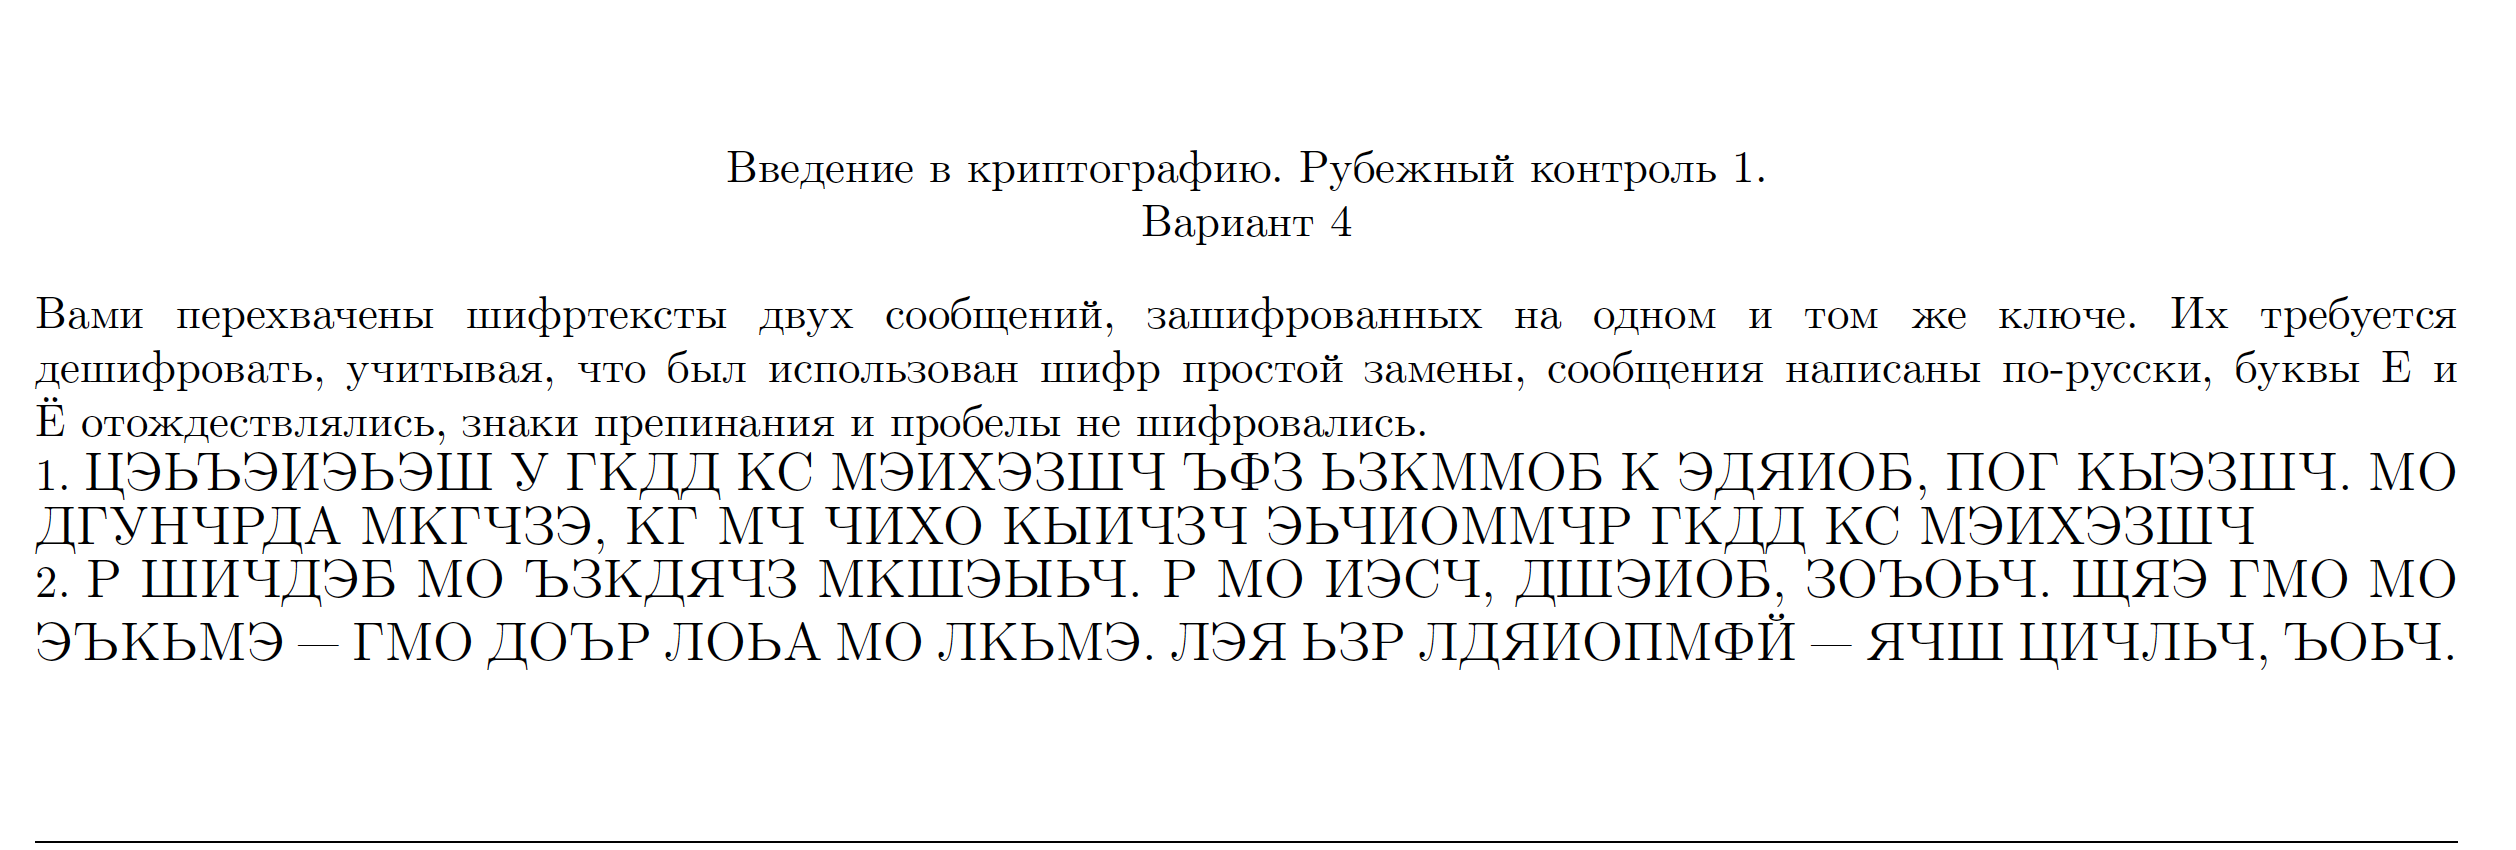 Введение в криптографию. Рубежный контроль 1.
Вариант 4
Вами перехвачены шифртексты двух сообщений, зашифрованных на одном и том же ключе. Их требуется
дешифровать, учитывая, что был использован шифр простой замены, сообщения написаны по-русски, буквы Е и
Ё отождествлялись, знаки препинания и пробелы не шифровались.
1. ЦЭЬЪЭИЭЬЭШ У ГКДД КС МЭИХЭЗШЧ ЪФЗ ЬЗКММОБ К ЭДЯИОБ, ПОГ КЫЭЗШЧ. МО
ДГУНЧРДА МКГЧЗЭ, КГ МЧ ЧИХО КЫИЧЗЧ ЭЬЧИОММЧР ГКДД КС МЭИХЭЗШЧ
2. Р ШИЧДЭБ МО ЪЗКДЯЧЗ МКШЭЫЬЧ. Р МО ИЭСЧ, ДШЭИОБ, ЗОЪОЬЧ. ЩЯЭ ГМО МО
ЭЪКЬМЭ — ГМО ДОЪР ЛОЬА МО ЛКЬМЭ. ЛЭЯ ЬЗР ЛДЯИОПМФЙ — ЯЧШ ЦИЧЛЬЧ, ЪОЬЧ.